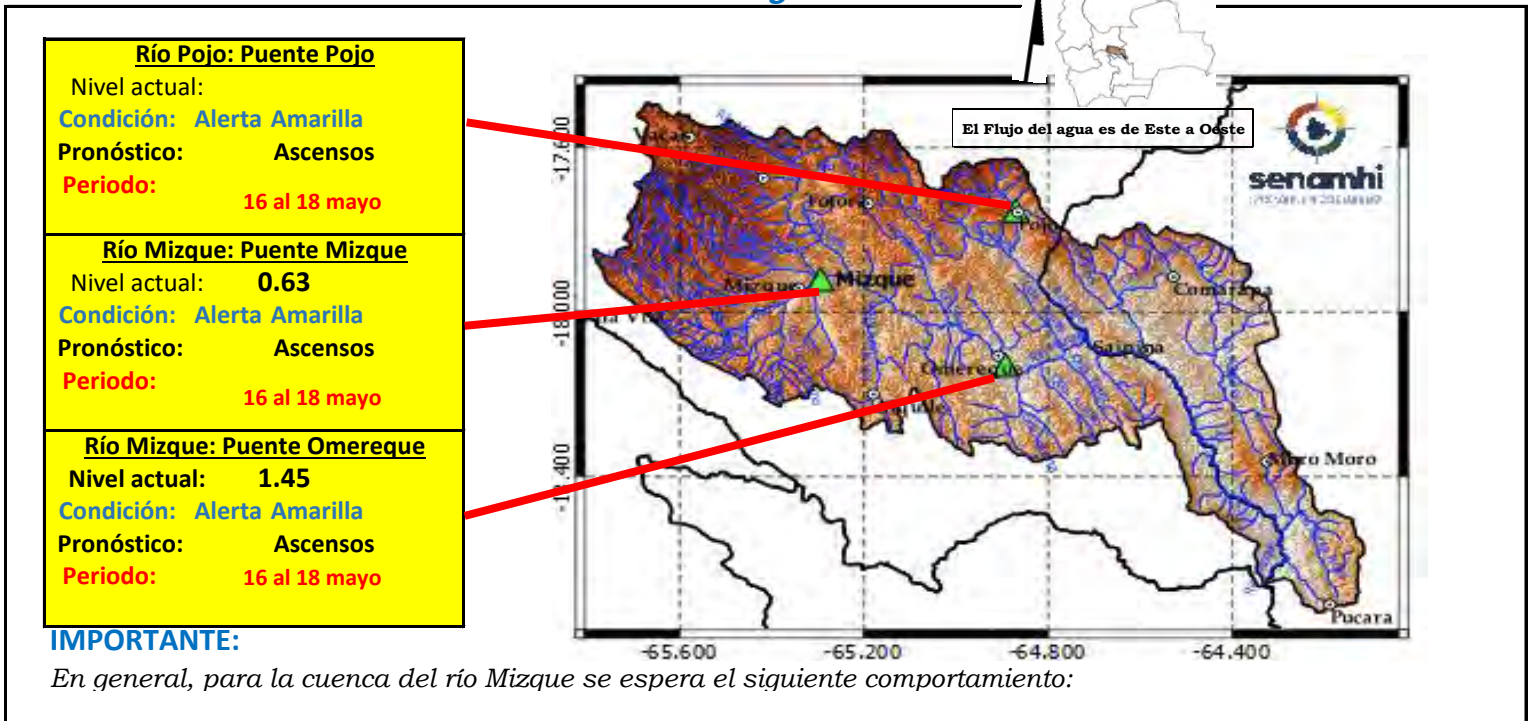 Río Pojo: Puente Pojo
Nivel actual:
Condición: Alerta Amarilla
Pronóstico: Ascensos
Periodo:
16 al 18 mayo
Río Mizque: Puente Mizque
Nivel actual: 0.63
Condición: Alerta Amarilla
Pronóstico: Ascensos
Periodo:
16 al 18 mayo
Río Mizque: Puente Omereque
Nivel actual: 1.45
Condición: Alerta Amarilla
Pronóstico: Ascensos
Periodo: 16 al 18 mayo
El Flujo del agua es de Este a Oeste
senamhi
-17.600
-18.000
.400
Pojo
Mizque
Mizque
Comarapa
Saipina
Omereque
Moro Moro
Pucara
-65.600
-65.200
-64.800
-64.400
IMPORTANTE:
En general, para la cuenca del río Mizque se espera el siguiente comportamiento: